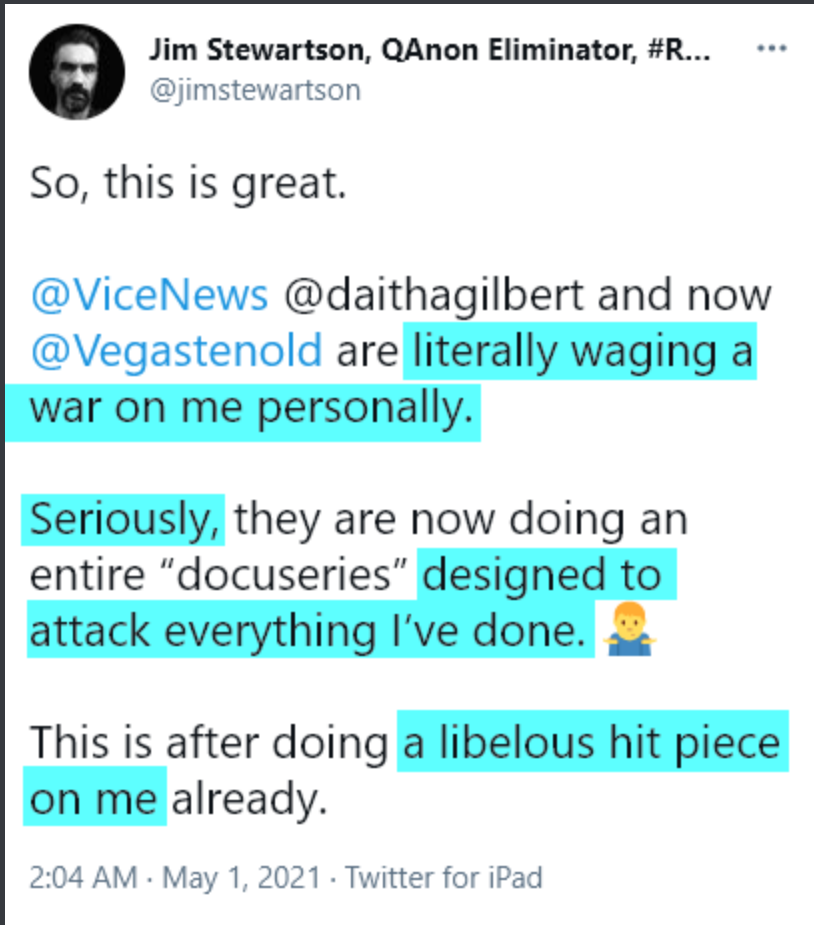 Jim Stewartson, QAnon Eliminator, #R...
@jimstewartson
So, this is great.
@ViceNews @daithagilbert and now
@Vegastenold are literally waging a
war on me personally.
Seriously, they are now doing an
entire “docuseries” designed to
attack everything I’ve done. 🤷‍♂️
This is after doing a libelous hit piece
on me already.
2:04 AM · May 1, 2021 · Twitter for iPad